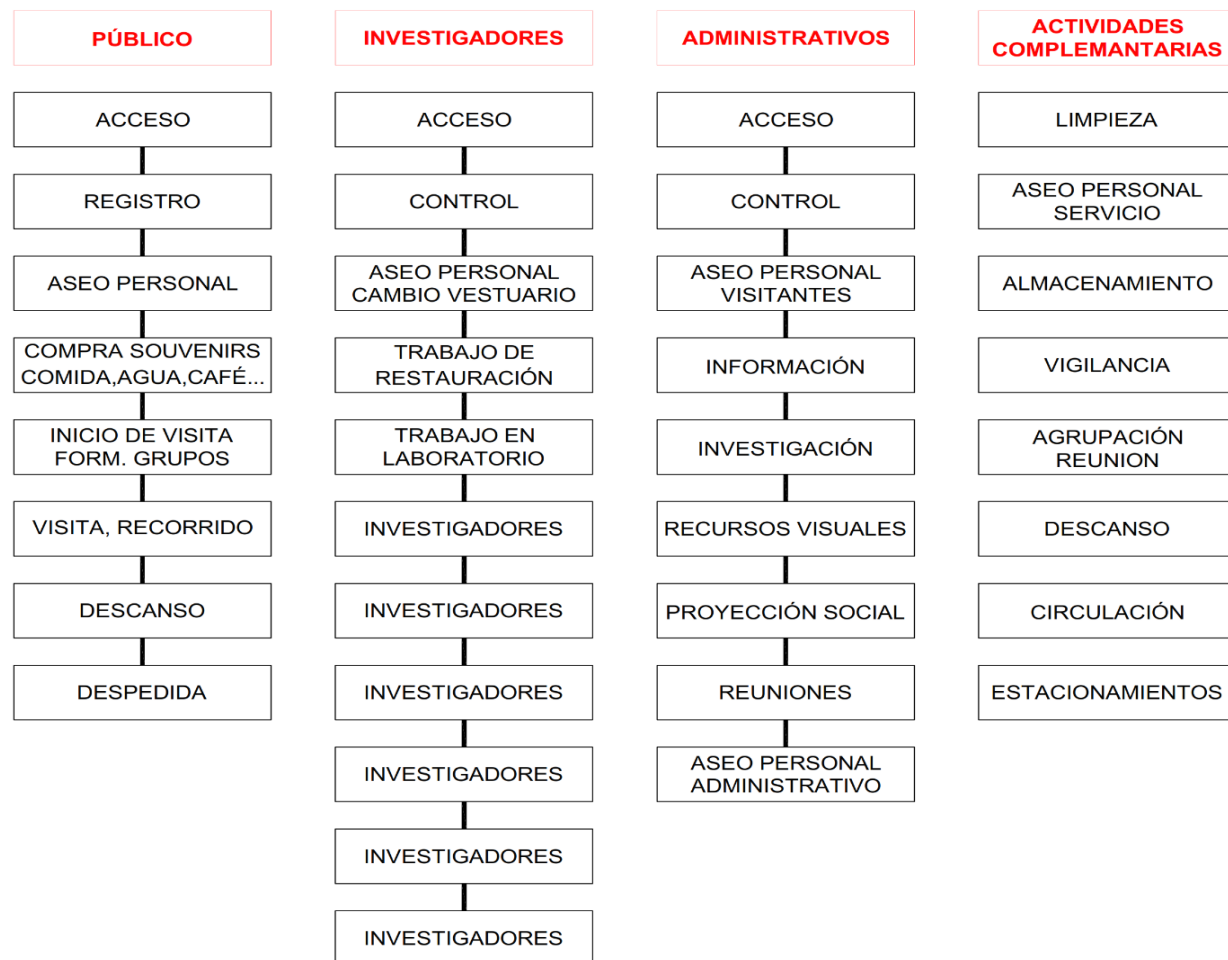 PÚBLICO
ACCESO
REGISTRO
ASEO PERSONAL
COMPRA SOUVENIRS
COMIDA,AGUA,CAFÉ...
INICIO DE VISITA
FORM. GRUPOS
VISITA, RECORRIDO
DESCANSO
DESPEDIDA
INVESTIGADORES
ACCESO
CONTROL
ASEO PERSONAL
CAMBIO VESTUARIO
TRABAJO DE
RESTAURACIÓN
TRABAJO EN
LABORATORIO
INVESTIGADORES
INVESTIGADORES
INVESTIGADORES
INVESTIGADORES
INVESTIGADORES
INVESTIGADORES
ADMINISTRATIVOS
ACCESO
CONTROL
ASEO PERSONAL
VISITANTES
INFORMACIÓN
INVESTIGACIÓN
RECURSOS VISUALES
PROYECCIÓN SOCIAL
REUNIONES
ASEO PERSONAL
ADMINISTRATIVO
ACTIVIDADES
COMPLEMANTARIAS
LIMPIEZA
ASEO PERSONAL
SERVICIO
ALMACENAMIENTO
VIGILANCIA
AGRUPACIÓN
REUNION
DESCANSO
CIRCULACIÓN
ESTACIONAMIENTOS